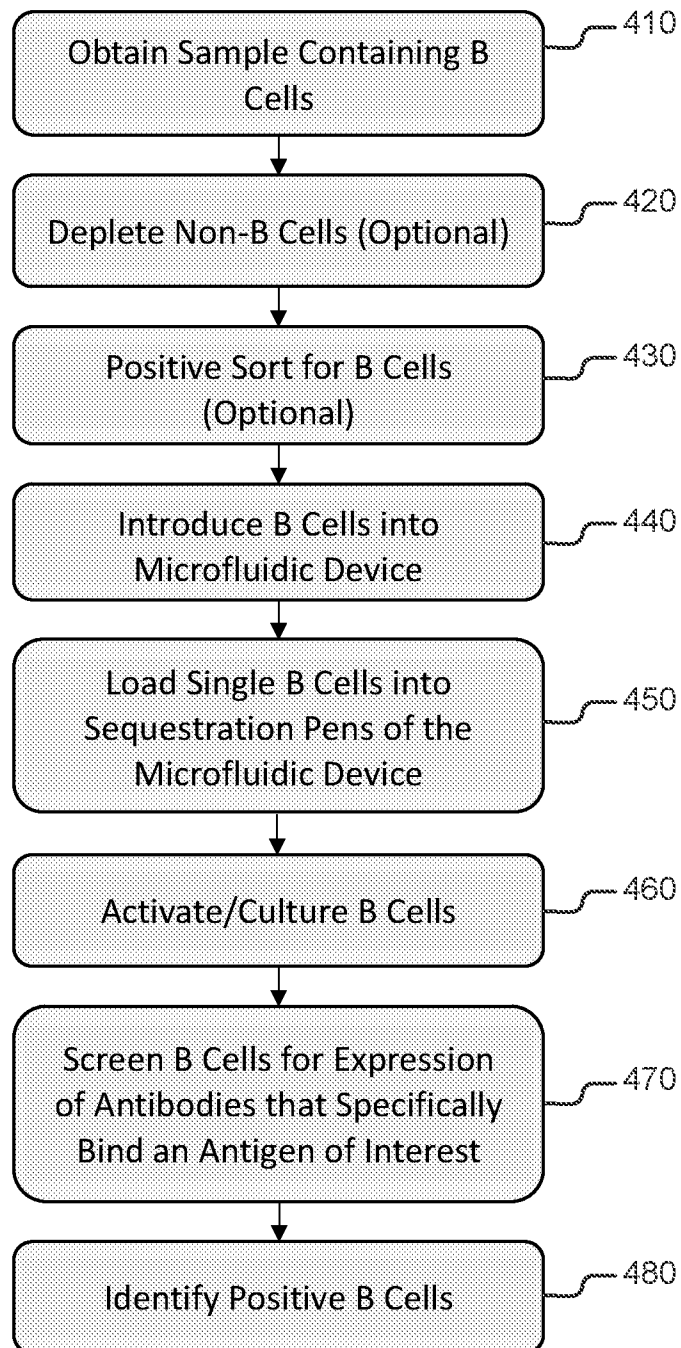 Obtain Sample Containing B
Cells
410
Deplete Non-B Cells (Optional)
420
Positive Sort for B Cells
(Optional)
430
Introduce B Cells into
Microfluidic Device
440
Load Single B Cells into
Sequestration Pens of the
Microfluidic Device
450
Activate/Culture B Cells
460
Screen B Cells for Expression
of Antibodies that Specifically
Bind an Antigen of Interest
470
Identify Positive B Cells
480